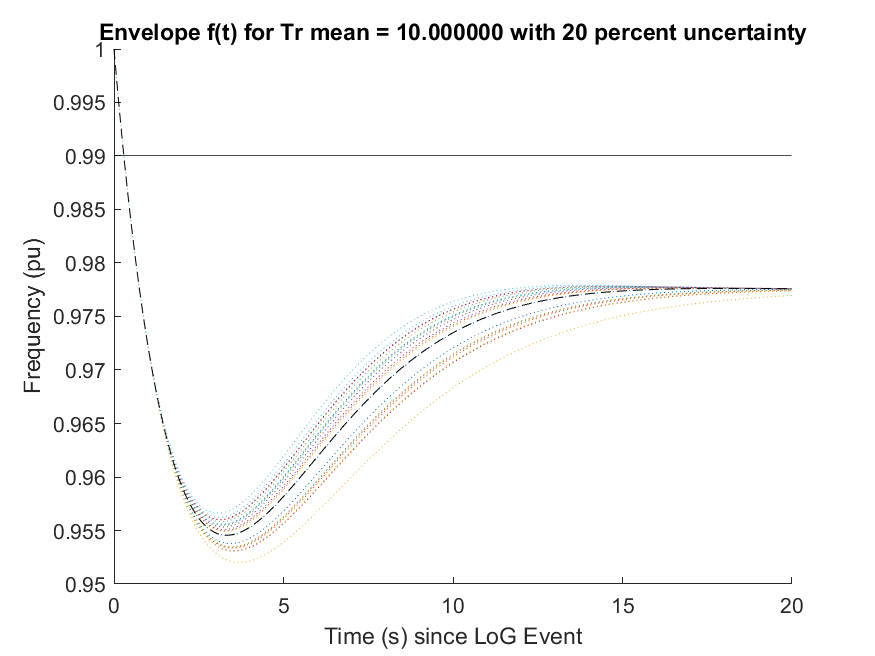 Envelope f(t) for Tr mean = 10.000000 with 20 percent uncertainty
1
0.995
0.99
0.985
0.98
0.975
0.97
0.965
0.96
0.955
0.95
Frequency (pu)
0 5 10 15 20
Time (s) since LoG Event